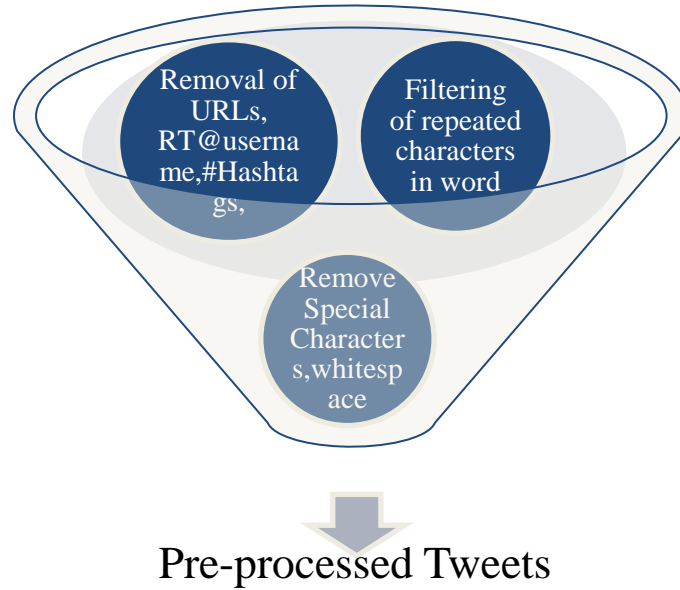 Removal of
URLs,
RT@userna
me,#Hashta
gs,
Filtering
of repeated
characters
in word
Remove
Special
Character
s,whitesp
ace
Pre-processed Tweets